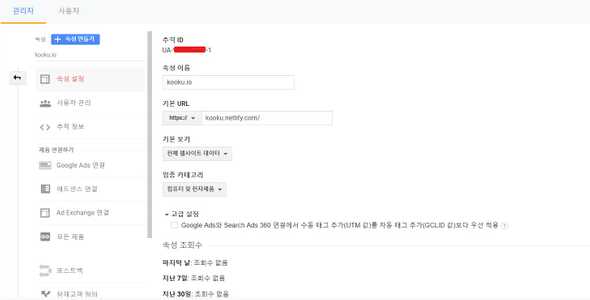 관리자 사용자
속성 + 속성 만들기
kooku.io
속성 설정
사용자 관리
추적 정보
제품 연결하기
Google Ads 연결
애드센스 연결
Ad Exchange 연결
모든 제품
포스트백
잠재고객 정의
추적 ID
UA- -1
속성 이름
kooku.io
기본 URL
https:// kooku.netlify.com/
기본 보기
전체 웹사이트 데이터
업종 카테고리
컴퓨터 및 전자제품
고급 설정
Google Ads와 Search Ads 360 연결에서 수동 태그 추가(UTM 값)를 자동 태그 추가(GCLID 값)보다 우선 적용 ?
속성 조회수
마지막 날: 조회수 없음
지난 7일: 조회수 없음
지난 30일: 조회수 없음